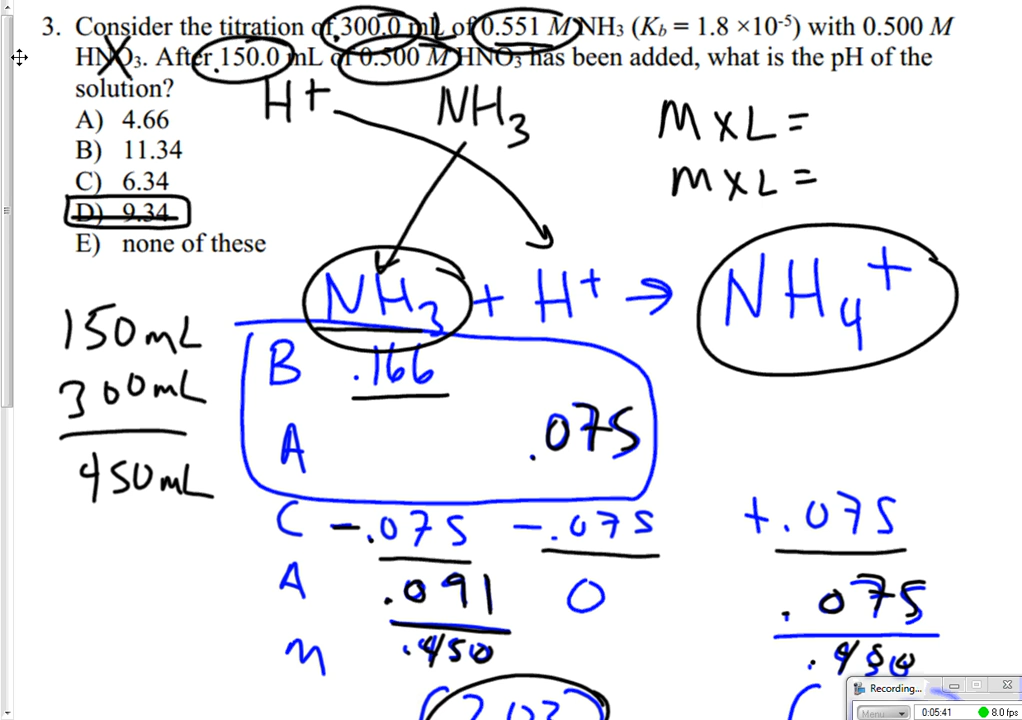 3. Consider the titration of 300.0 mL of 0.551 M NH₃ (Kb = 1.8 ×10⁻⁵) with 0.500 M
HNO₃. After 150.0 mL of 0.500 M HNO₃ has been added, what is the pH of the
solution?
H⁺ NH₃
M x L =
A) 4.66
B) 11.34
M x L =
C) 6.34
D) 9.34
E) none of these
NH₃ + H⁺ → NH₄⁺
150 mL
B .166
300 mL
A .075
450 mL
C -.075 -.075 +.075
A .091 0 .075
M .450 .450
Recording...
Menu 0:05:41 8.0 fps